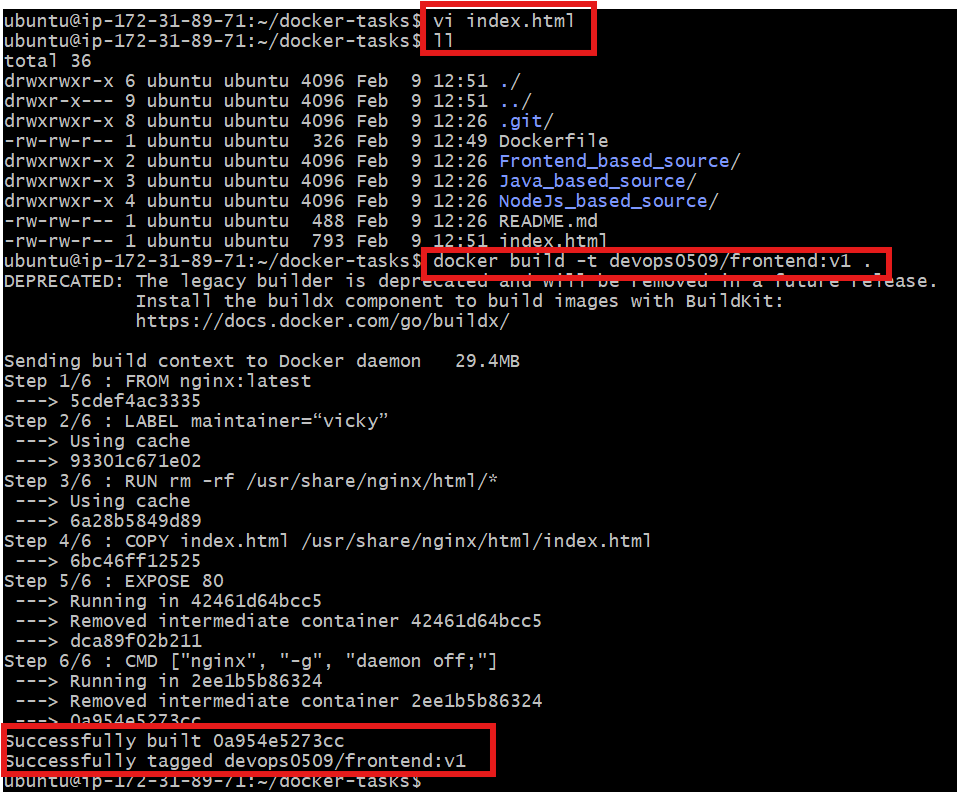 ubuntu@ip-172-31-89-71:~/docker-tasks$ vi index.html
ubuntu@ip-172-31-89-71:~/docker-tasks$ ll
total 36
drwxrwxr-x 6 ubuntu ubuntu 4096 Feb  9 12:51 ./
drwxr-x--- 9 ubuntu ubuntu 4096 Feb  9 12:51 ../
drwxrwxr-x 8 ubuntu ubuntu 4096 Feb  9 12:26 .git/
-rw-rw-r-- 1 ubuntu ubuntu  326 Feb  9 12:49 Dockerfile
drwxrwxr-x 2 ubuntu ubuntu 4096 Feb  9 12:26 Frontend_based_source/
drwxrwxr-x 3 ubuntu ubuntu 4096 Feb  9 12:26 Java_based_source/
drwxrwxr-x 4 ubuntu ubuntu 4096 Feb  9 12:26 NodeJs_based_source/
-rw-rw-r-- 1 ubuntu ubuntu  488 Feb  9 12:26 README.md
-rw-rw-r-- 1 ubuntu ubuntu  793 Feb  9 12:51 index.html
ubuntu@ip-172-31-89-71:~/docker-tasks$ docker build -t devops0509/frontend:v1 .
DEPRECATED: The legacy builder is deprecated and will be removed in a future release.
            Install the buildx component to build images with BuildKit:
            https://docs.docker.com/go/buildx/
Sending build context to Docker daemon   29.4MB
Step 1/6 : FROM nginx:latest
 ---> 5cdef4ac3335
Step 2/6 : LABEL maintainer=“vicky”
 ---> Using cache
 ---> 93301c671e02
Step 3/6 : RUN rm -rf /usr/share/nginx/html/*
 ---> Using cache
 ---> 6a28b5849d89
Step 4/6 : COPY index.html /usr/share/nginx/html/index.html
 ---> 6bc46ff12525
Step 5/6 : EXPOSE 80
 ---> Running in 42461d64bcc5
 ---> Removed intermediate container 42461d64bcc5
 ---> dca89f02b211
Step 6/6 : CMD ["nginx", "-g", "daemon off;"]
 ---> Running in 2ee1b5b86324
 ---> Removed intermediate container 2ee1b5b86324
 ---> 0a954e5273cc
Successfully built 0a954e5273cc
Successfully tagged devops0509/frontend:v1
ubuntu@ip-172-31-89-71:~/docker-tasks$